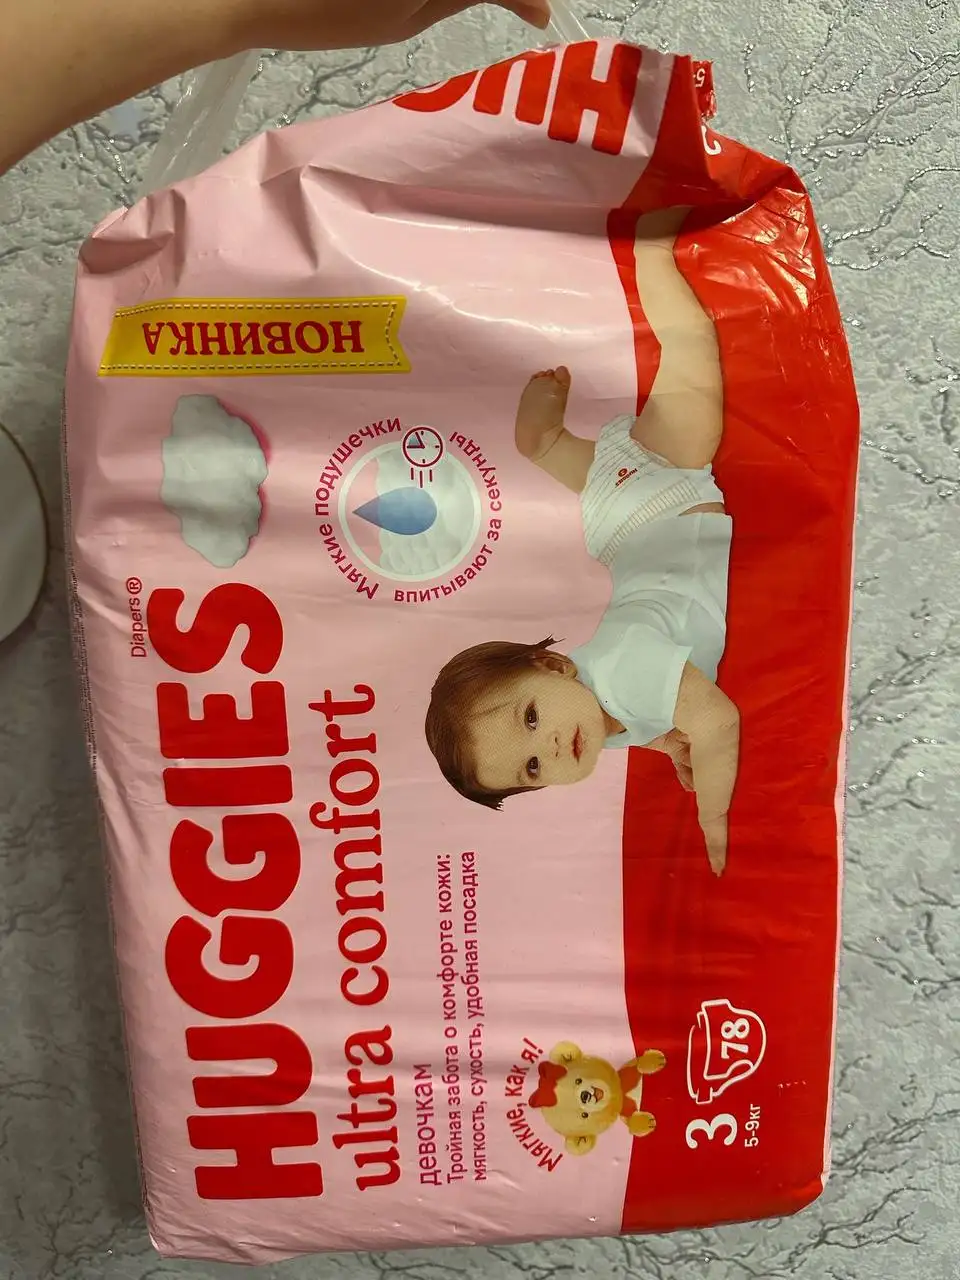 HUG
НОВИНКА
Diapers®
HUGGIES
ultra comfort
Мягкие подушечки
впитывают за секунды
девочкам
Тройная забота о комфорте кожи:
мягкость, сухость, удобная посадка
Мягкие, как я!
3
78
5-9кг